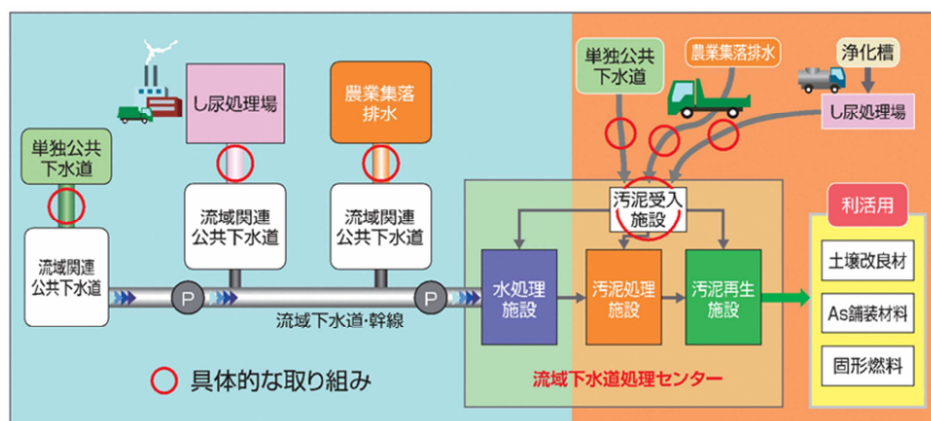 単独公共
下水道
し尿処理場
農業集落
排水
流域関連
公共下水道
流域関連
公共下水道
流域関連
公共下水道
P
P
流域下水道・幹線
具体的な取り組み
単独公共
下水道
農業集落排水
浄化槽
し尿処理場
汚泥受入
施設
水処理
施設
汚泥処理
施設
汚泥再生
施設
流域下水道処理センター
利活用
土壌改良材
As舗装材料
固形燃料